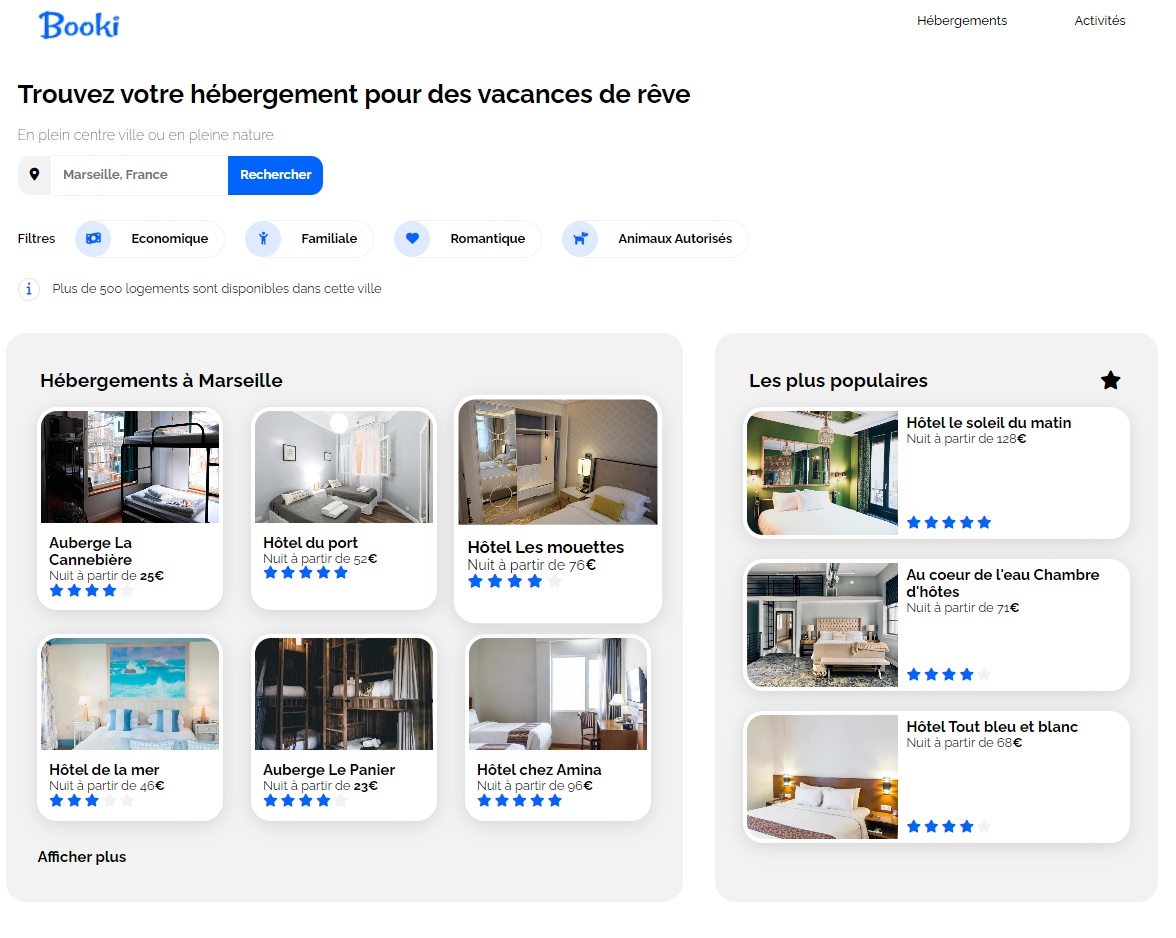 Booki
Hébergements
Activités
Trouvez votre hébergement pour des vacances de rêve
En plein centre ville ou en pleine nature
Marseille, France
Rechercher
Filtres
Economique
Familiale
Romantique
Animaux Autorisés
Plus de 500 logements sont disponibles dans cette ville
Hébergements à Marseille
Auberge La
Cannebière
Nuit à partir de 25€
Hôtel du port
Nuit à partir de 52€
Hôtel Les mouettes
Nuit à partir de 76€
Hôtel de la mer
Nuit à partir de 46€
Auberge Le Panier
Nuit à partir de 23€
Hôtel chez Amina
Nuit à partir de 96€
Afficher plus
Les plus populaires
Hôtel le soleil du matin
Nuit à partir de 128€
Au coeur de l'eau Chambre
d'hôtes
Nuit à partir de 71€
Hôtel Tout bleu et blanc
Nuit à partir de 68€